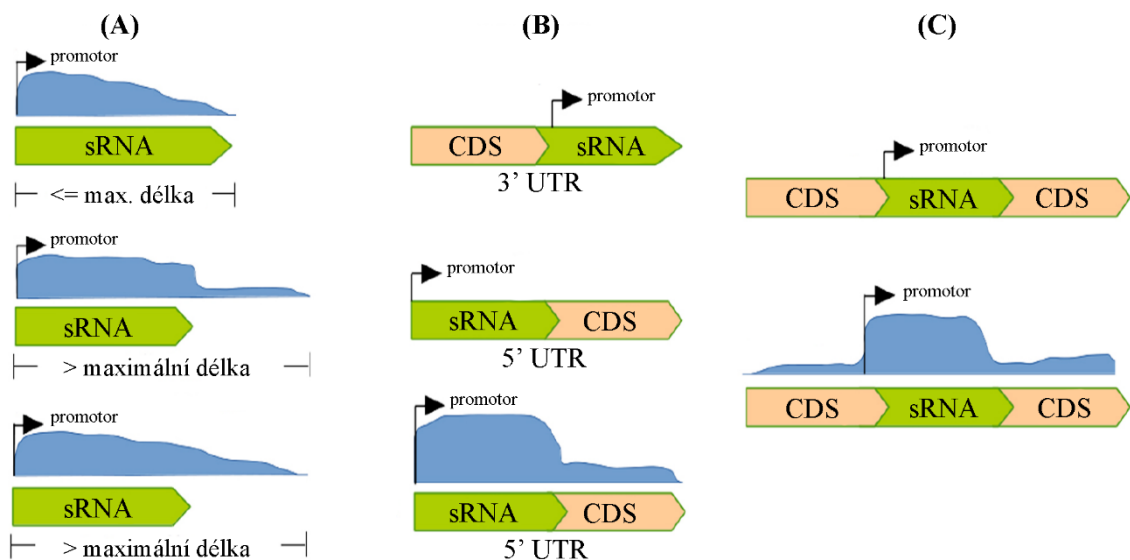 (A)
promotor
sRNA
<= max. délka
promotor
sRNA
> maximální délka
promotor
sRNA
> maximální délka
(B)
promotor
CDS sRNA
3’ UTR
promotor
sRNA CDS
5’ UTR
promotor
sRNA CDS
5’ UTR
(C)
promotor
CDS sRNA CDS
promotor
CDS sRNA CDS